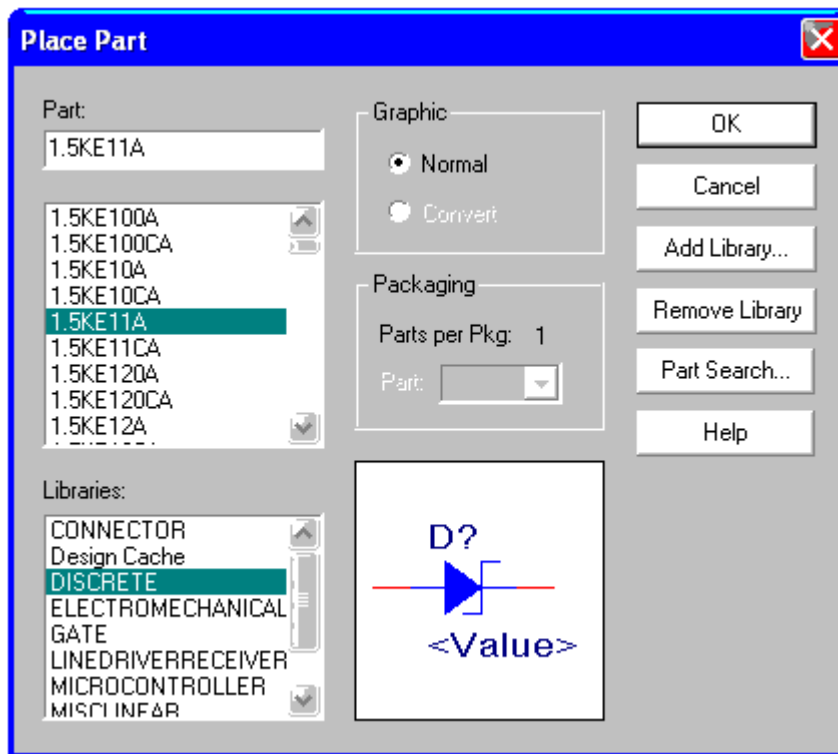 Place Part
Part:
1.5KE11A
1.5KE100A
1.5KE100CA
1.5KE10A
1.5KE10CA
1.5KE11A
1.5KE11CA
1.5KE120A
1.5KE120CA
1.5KE12A
Libraries:
CONNECTOR
Design Cache
DISCRETE
ELECTROMECHANICAL
GATE
LINEDRIVERRECEIVER
MICROCONTROLLER
MISCLINEAR
Graphic
Normal
Convert
Packaging
Parts per Pkg: 1
Part:
D?
<Value>
OK
Cancel
Add Library...
Remove Library
Part Search...
Help